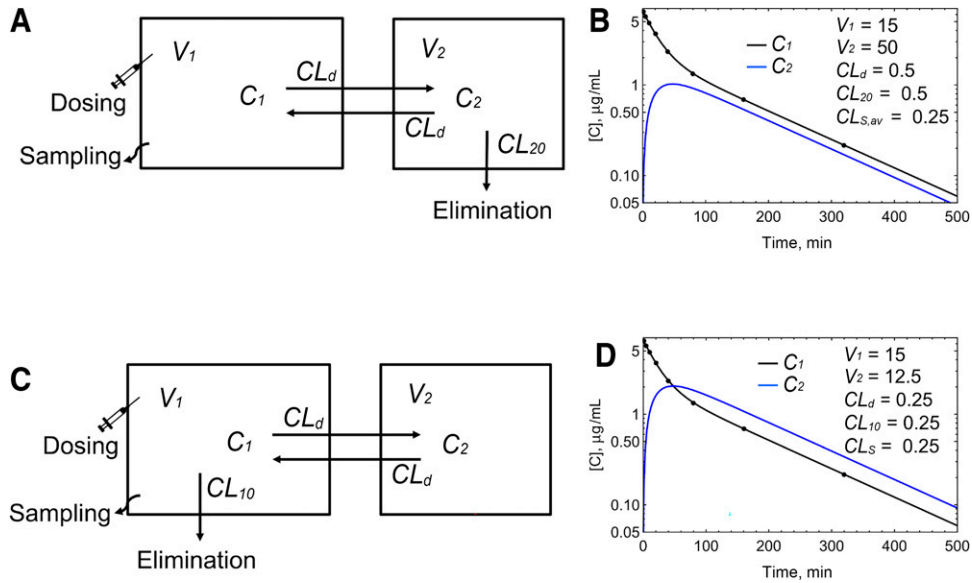 A
V1
V2
CLd
C1
C2
Dosing
CLd
CL20
Sampling
Elimination
B
[C], µg/mL
5
1
0.50
0.10
0.05
0
100
200
300
400
500
Time, min
C1
C2
V1 = 15
V2 = 50
CLd = 0.5
CL20 = 0.5
CLS,av = 0.25
C
V1
V2
CLd
C1
C2
Dosing
CLd
CL10
Sampling
Elimination
D
[C], µg/mL
5
1
0.50
0.10
0.05
0
100
200
300
400
500
Time, min
C1
C2
V1 = 15
V2 = 12.5
CLd = 0.25
CL10 = 0.25
CLS = 0.25